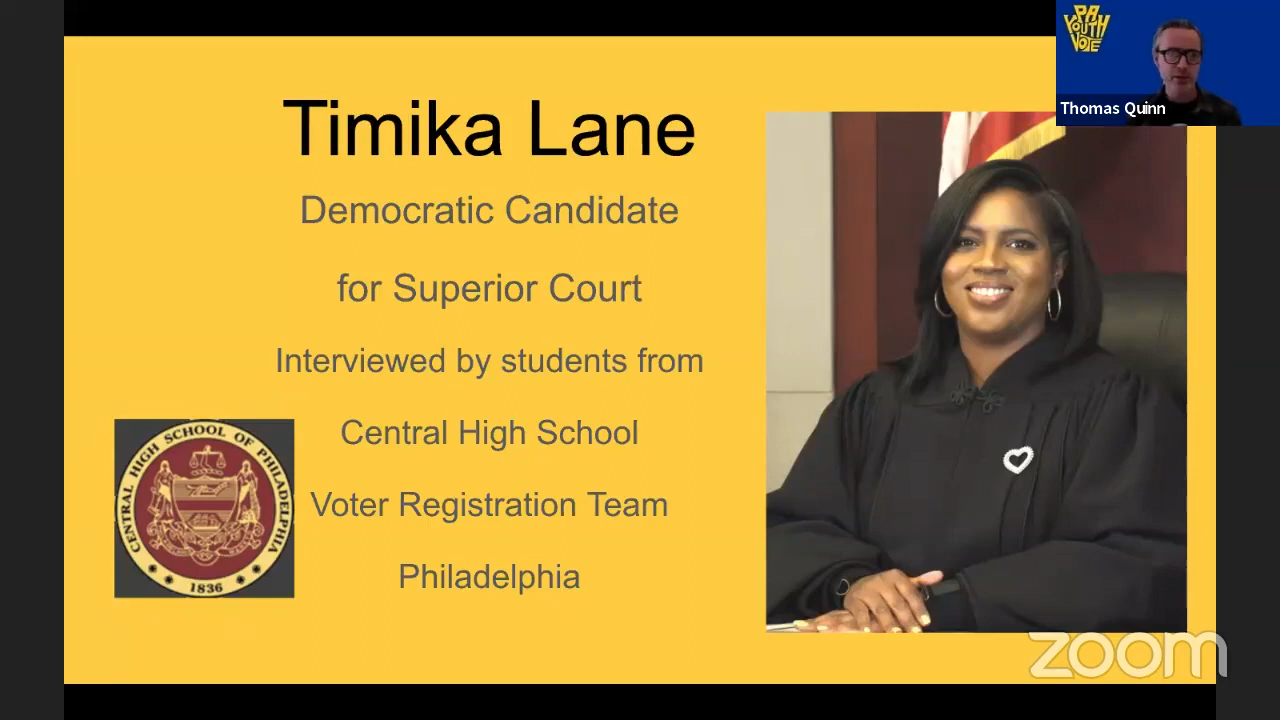 PA
YOUTH
VOTE
Thomas Quinn
Timika Lane
Democratic Candidate
for Superior Court
Interviewed by students from
Central High School
Voter Registration Team
Philadelphia
CENTRAL HIGH SCHOOL OF PHILADELPHIA
1836
zoom